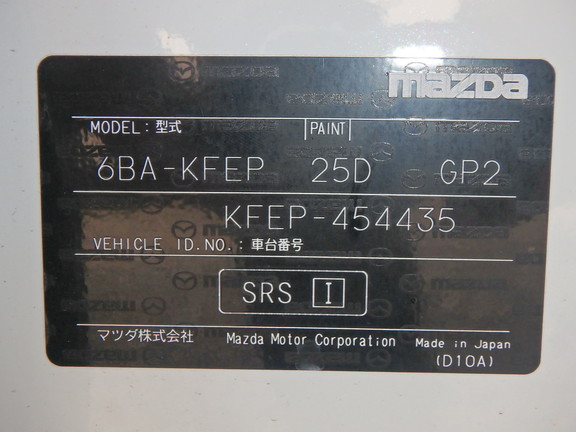 mazda
MODEL: 型式 PAINT
6BA-KFEP 25D GP2
KFEP-454435
VEHICLE ID.NO.: 車台番号
SRS I
マツダ株式会社 Mazda Motor Corporation Made in Japan
(D10A)